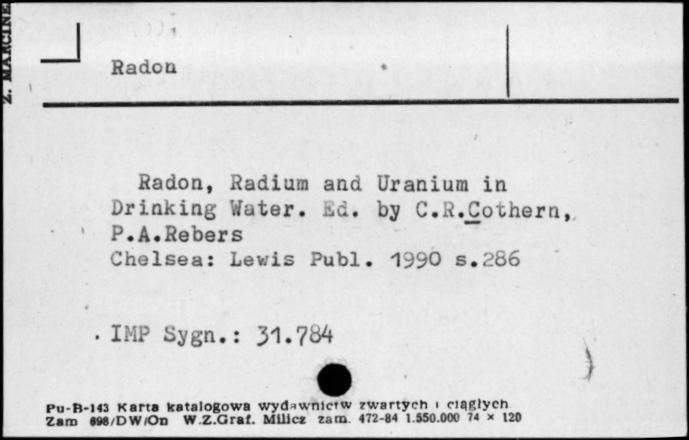 Z. MARCINE
Radon
Radon, Radium and Uranium in
Drinking Water. Ed. by C.R.Cothern,
P.A.Rebers
Chelsea: Lewis Publ. 1990 s.286
IMP Sygn.: 31.784
Pu-B-143 Karta katalogowa wydawnictw zwartych i ciągłych
Zam 698/DW/On W.Z.Graf. Milicz zam. 472-84 1.550.000 74 × 120